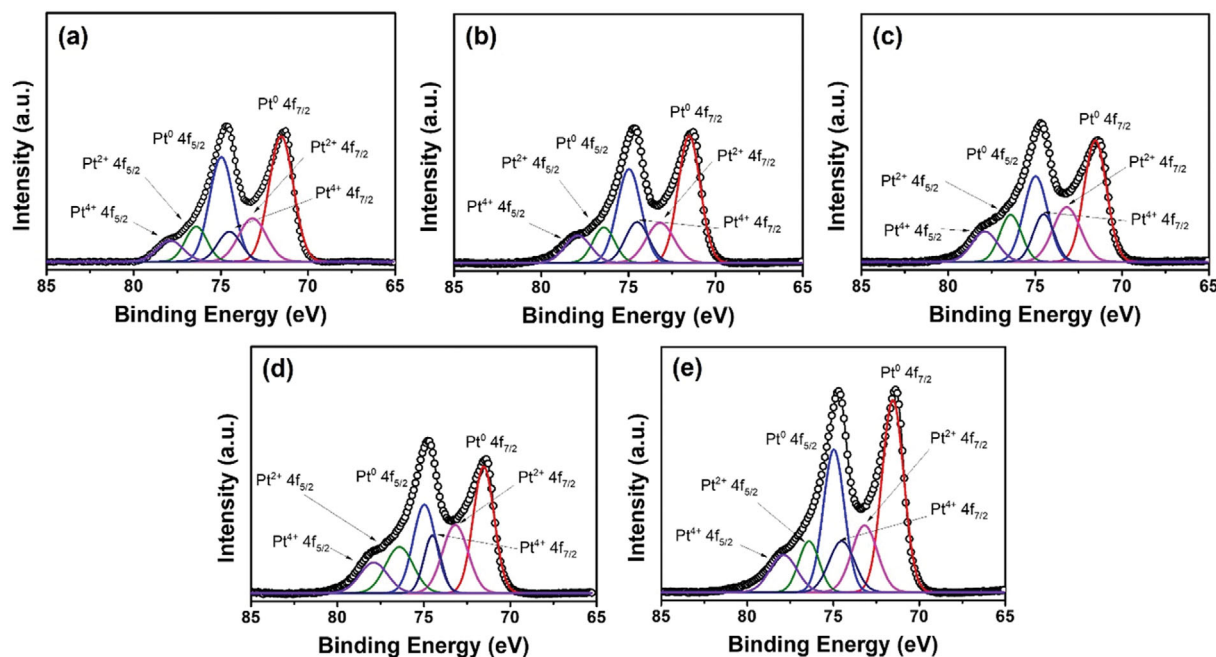 (a)
Pt⁰ 4f₇/₂
Pt⁰ 4f₅/₂
Pt²⁺ 4f₇/₂
Pt²⁺ 4f₅/₂
Pt⁴⁺ 4f₇/₂
Pt⁴⁺ 4f₅/₂
Intensity (a.u.)
85 80 75 70 65
Binding Energy (eV)
(b)
Pt⁰ 4f₇/₂
Pt⁰ 4f₅/₂
Pt²⁺ 4f₇/₂
Pt²⁺ 4f₅/₂
Pt⁴⁺ 4f₅/₂
Pt⁴⁺ 4f₇/₂
Intensity (a.u.)
85 80 75 70 65
Binding Energy (eV)
(c)
Pt⁰ 4f₇/₂
Pt⁰ 4f₅/₂
Pt²⁺ 4f₇/₂
Pt²⁺ 4f₅/₂
Pt⁴⁺ 4f₅/₂
Pt⁴⁺ 4f₇/₂
Intensity (a.u.)
85 80 75 70 65
Binding Energy (eV)
(d)
Pt⁰ 4f₇/₂
Pt⁰ 4f₅/₂
Pt²⁺ 4f₅/₂
Pt²⁺ 4f₇/₂
Pt⁴⁺ 4f₅/₂
Pt⁴⁺ 4f₇/₂
Intensity (a.u.)
85 80 75 70 65
Binding Energy (eV)
(e)
Pt⁰ 4f₇/₂
Pt⁰ 4f₅/₂
Pt²⁺ 4f₇/₂
Pt²⁺ 4f₅/₂
Pt⁴⁺ 4f₇/₂
Pt⁴⁺ 4f₅/₂
Intensity (a.u.)
85 80 75 70 65
Binding Energy (eV)